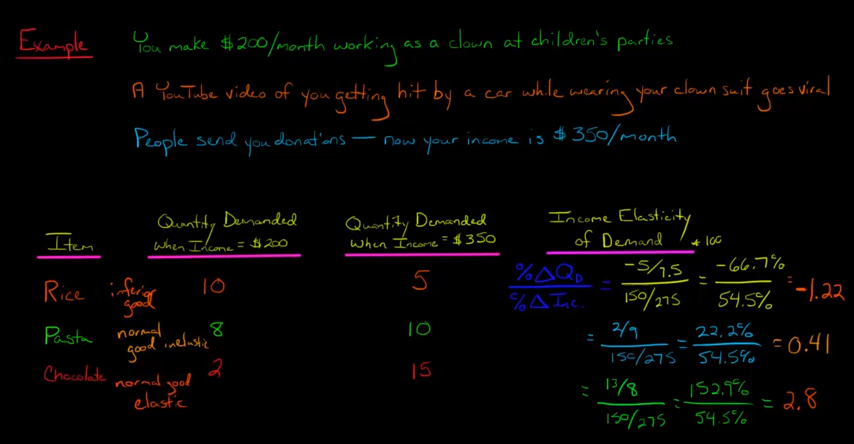 Example
You make $200/month working as a clown at children's parties
A YouTube video of you getting hit by a car while wearing your clown suit goes viral
People send you donations — now your income is $350/month
Item
Quantity Demanded
when Income = $200
Quantity Demanded
when Income = $350
Income Elasticity
of Demand * 100
Rice inferior good 10 5 %ΔQD / %ΔInc. = -5/7.5 / 150/275 = -66.7% / 54.5% = -1.22
Pasta normal good inelastic 8 10 = 2/9 / 150/275 = 22.2% / 54.5% = 0.41
Chocolate normal good elastic 2 15 = 13/8 / 150/275 = 152.9% / 54.5% = 2.8